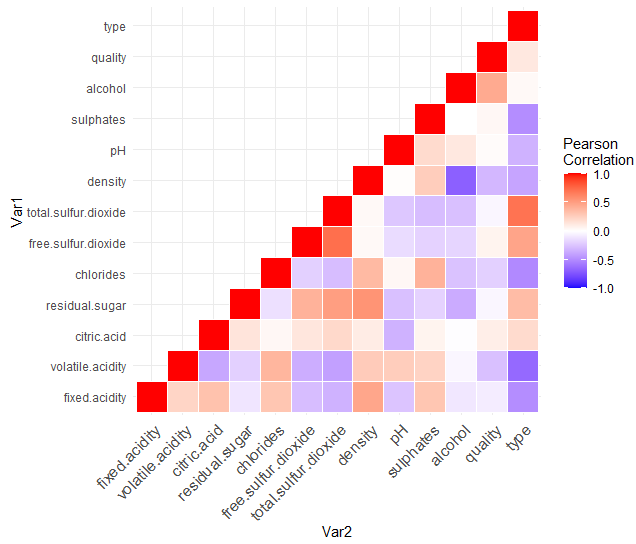 type
quality
alcohol
sulphates
pH
density
total.sulfur.dioxide
free.sulfur.dioxide
chlorides
residual.sugar
citric.acid
volatile.acidity
fixed.acidity
Var1
fixed.acidity
volatile.acidity
citric.acid
residual.sugar
chlorides
free.sulfur.dioxide
total.sulfur.dioxide
density
pH
sulphates
alcohol
quality
type
Var2
Pearson
Correlation
1.0
0.5
0.0
-0.5
-1.0